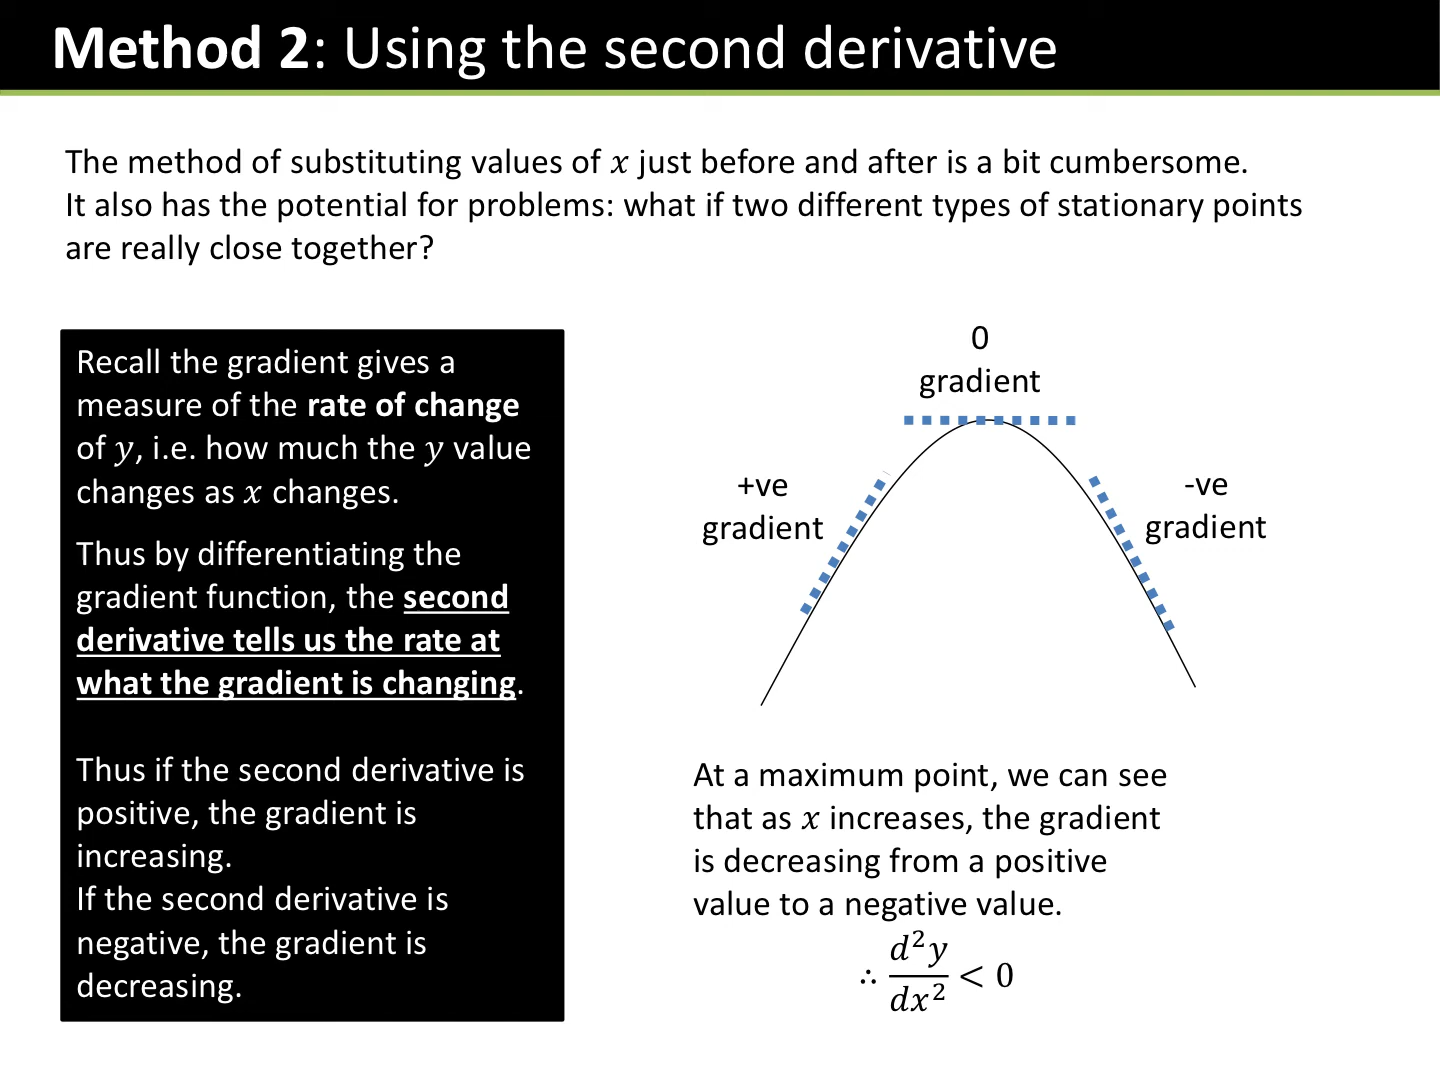 Method 2: Using the second derivative
The method of substituting values of 𝑥 just before and after is a bit cumbersome.
It also has the potential for problems: what if two different types of stationary points
are really close together?
Recall the gradient gives a
measure of the rate of change
of 𝑦, i.e. how much the 𝑦 value
changes as 𝑥 changes.
Thus by differentiating the
gradient function, the second
derivative tells us the rate at
what the gradient is changing.
Thus if the second derivative is
positive, the gradient is
increasing.
If the second derivative is
negative, the gradient is
decreasing.
0
gradient
+ve
gradient
-ve
gradient
At a maximum point, we can see
that as 𝑥 increases, the gradient
is decreasing from a positive
value to a negative value.
∴ 𝑑²𝑦/𝑑𝑥² < 0